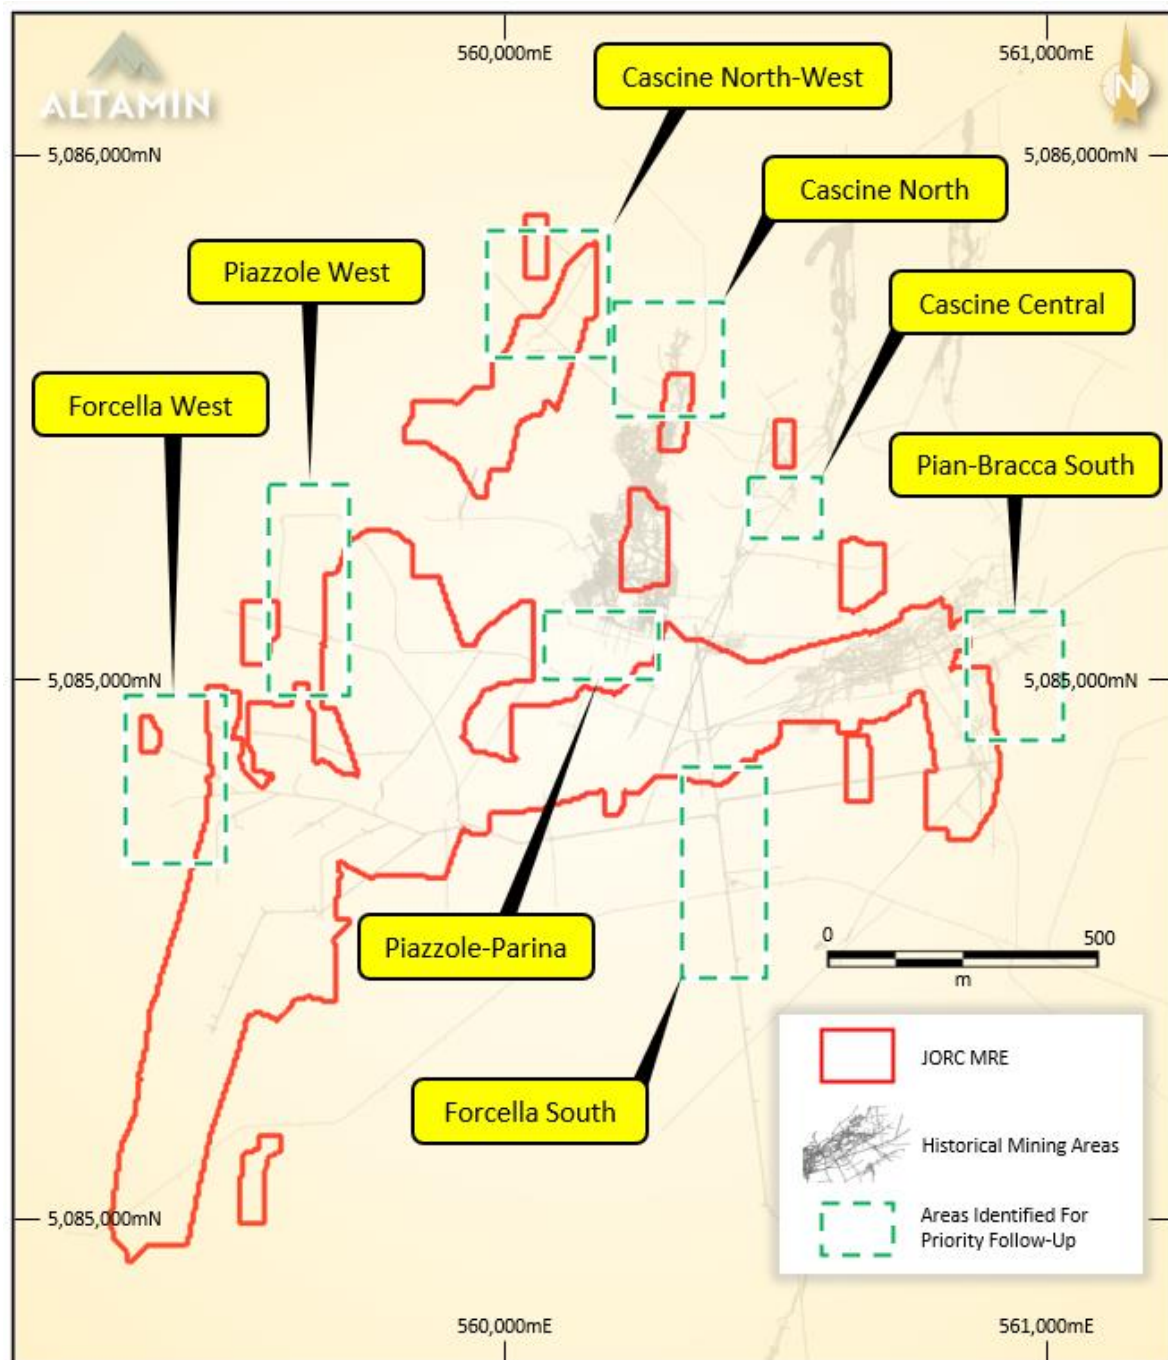 560,000mE
561,000mE
ALTAMIN
N
Cascine North-West
5,086,000mN
5,086,000mN
Cascine North
Piazzole West
Cascine Central
Forcella West
Pian-Bracca South
5,085,000mN
5,085,000mN
Piazzole-Parina
0
500
m
Forcella South
JORC MRE
Historical Mining Areas
Areas Identified For
Priority Follow-Up
5,085,000mN
560,000mE
561,000mE